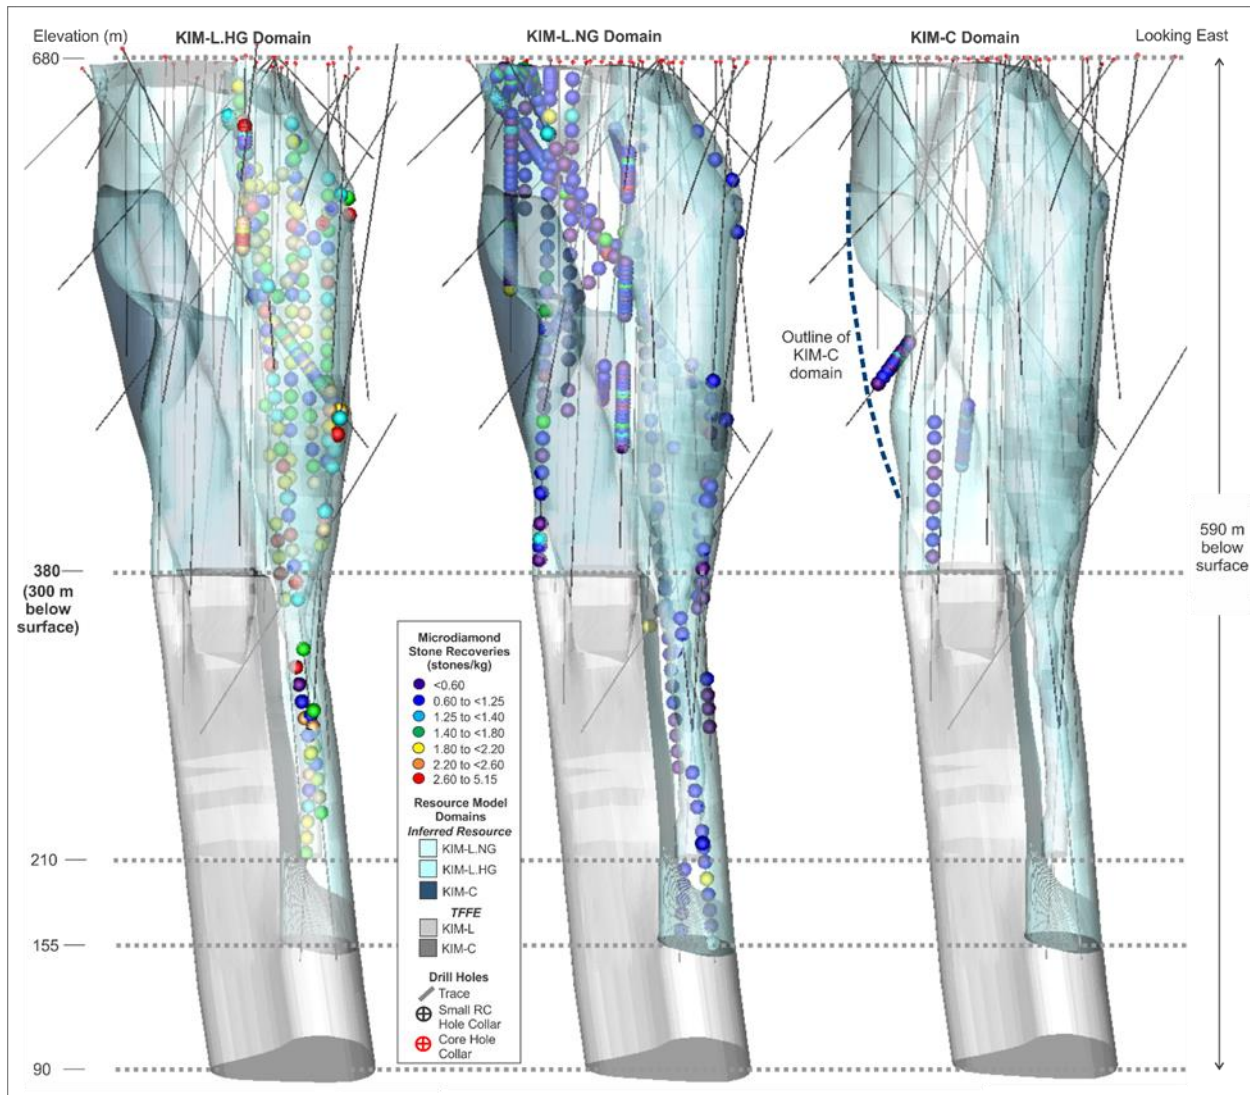 Elevation (m)
KIM-L.HG Domain
KIM-L.NG Domain
KIM-C Domain
Looking East
680
Outline of
KIM-C
domain
590 m
below
surface
380
(300 m
below
surface)
Microdiamond
Stone Recoveries
(stones/kg)
<0.60
0.60 to <1.25
1.25 to <1.40
1.40 to <1.80
1.80 to <2.20
2.20 to <2.60
2.60 to 5.15
Resource Model
Domains
Inferred Resource
KIM-L.NG
KIM-L.HG
KIM-C
TFFE
KIM-L
KIM-C
Drill Holes
Trace
Small RC
Hole Collar
Core Hole
Collar
210
155
90